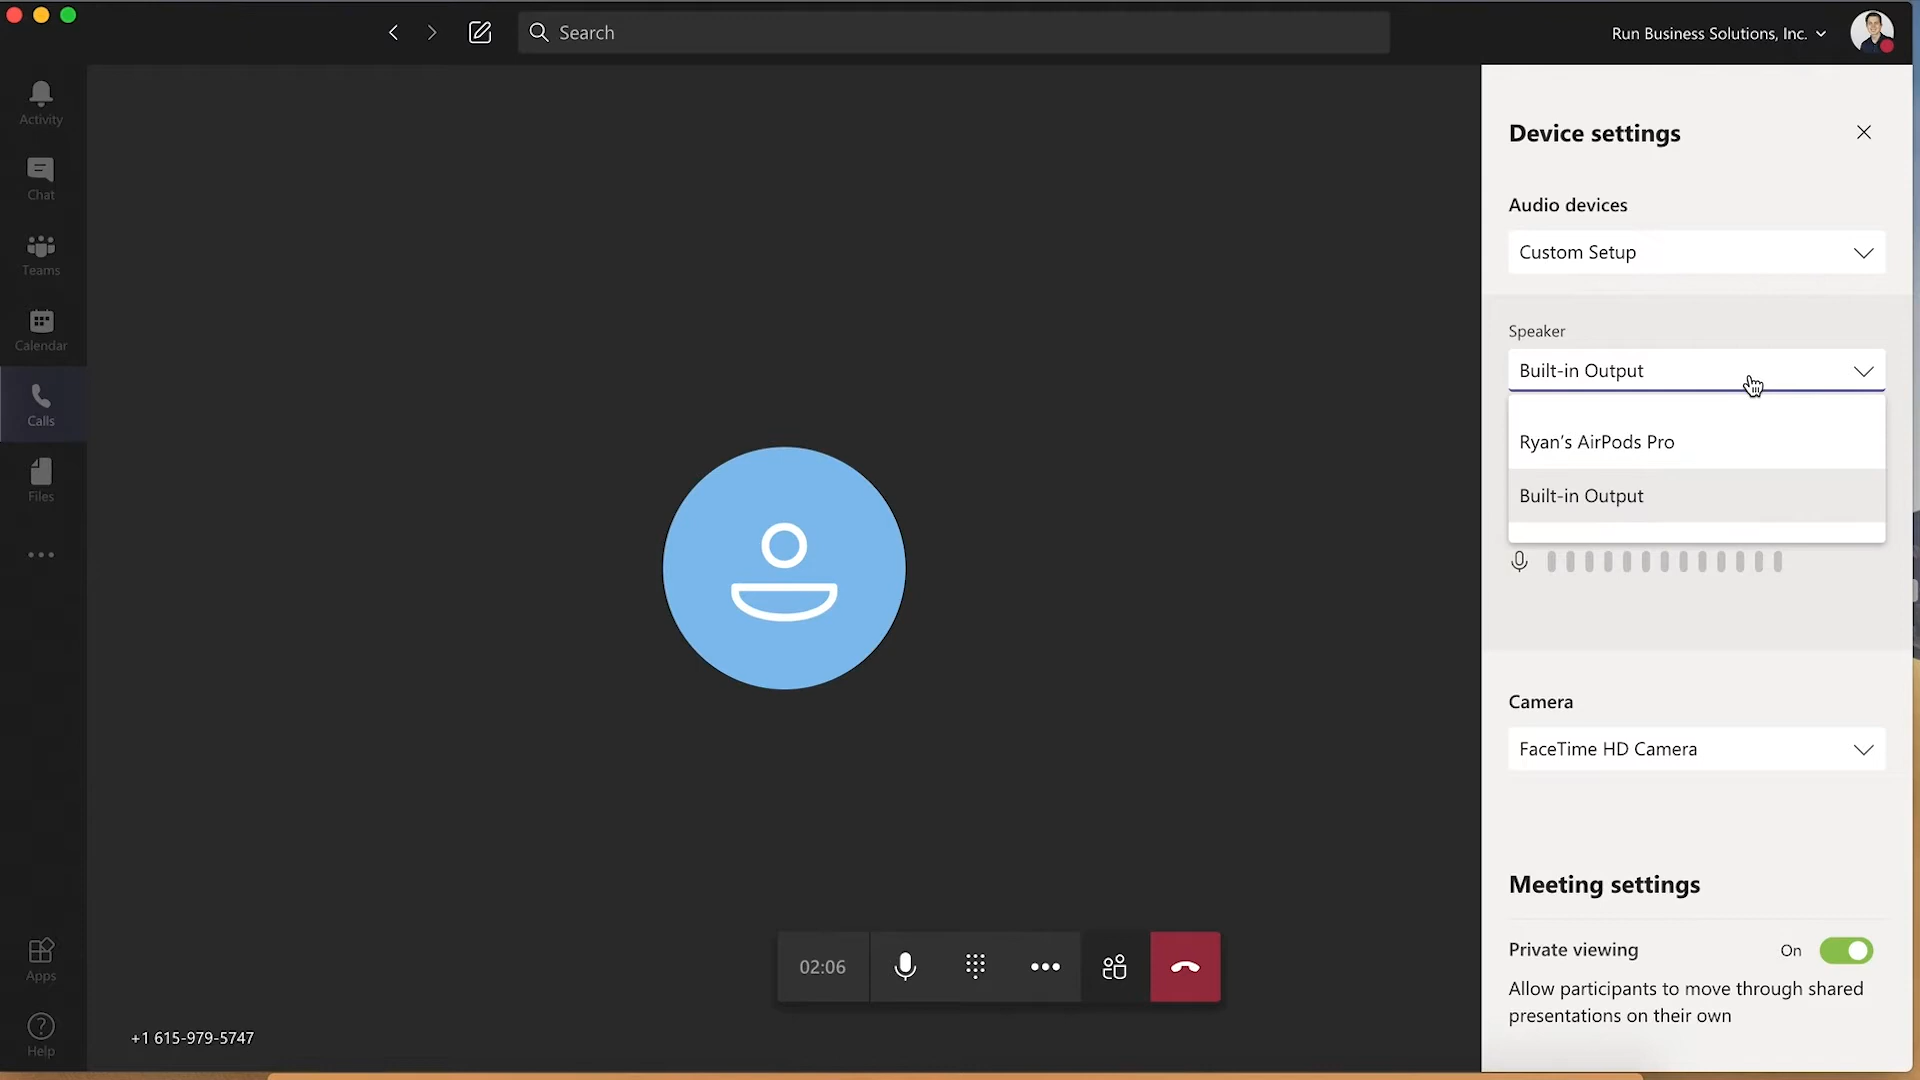 Search
Run Business Solutions, Inc.
Activity
Chat
Teams
Calendar
Calls
Files
Apps
Help
02:06
+1 615-979-5747
Device settings
Audio devices
Custom Setup
Speaker
Built-in Output
Ryan's AirPods Pro
Built-in Output
Camera
FaceTime HD Camera
Meeting settings
Private viewing
On
Allow participants to move through shared
presentations on their own